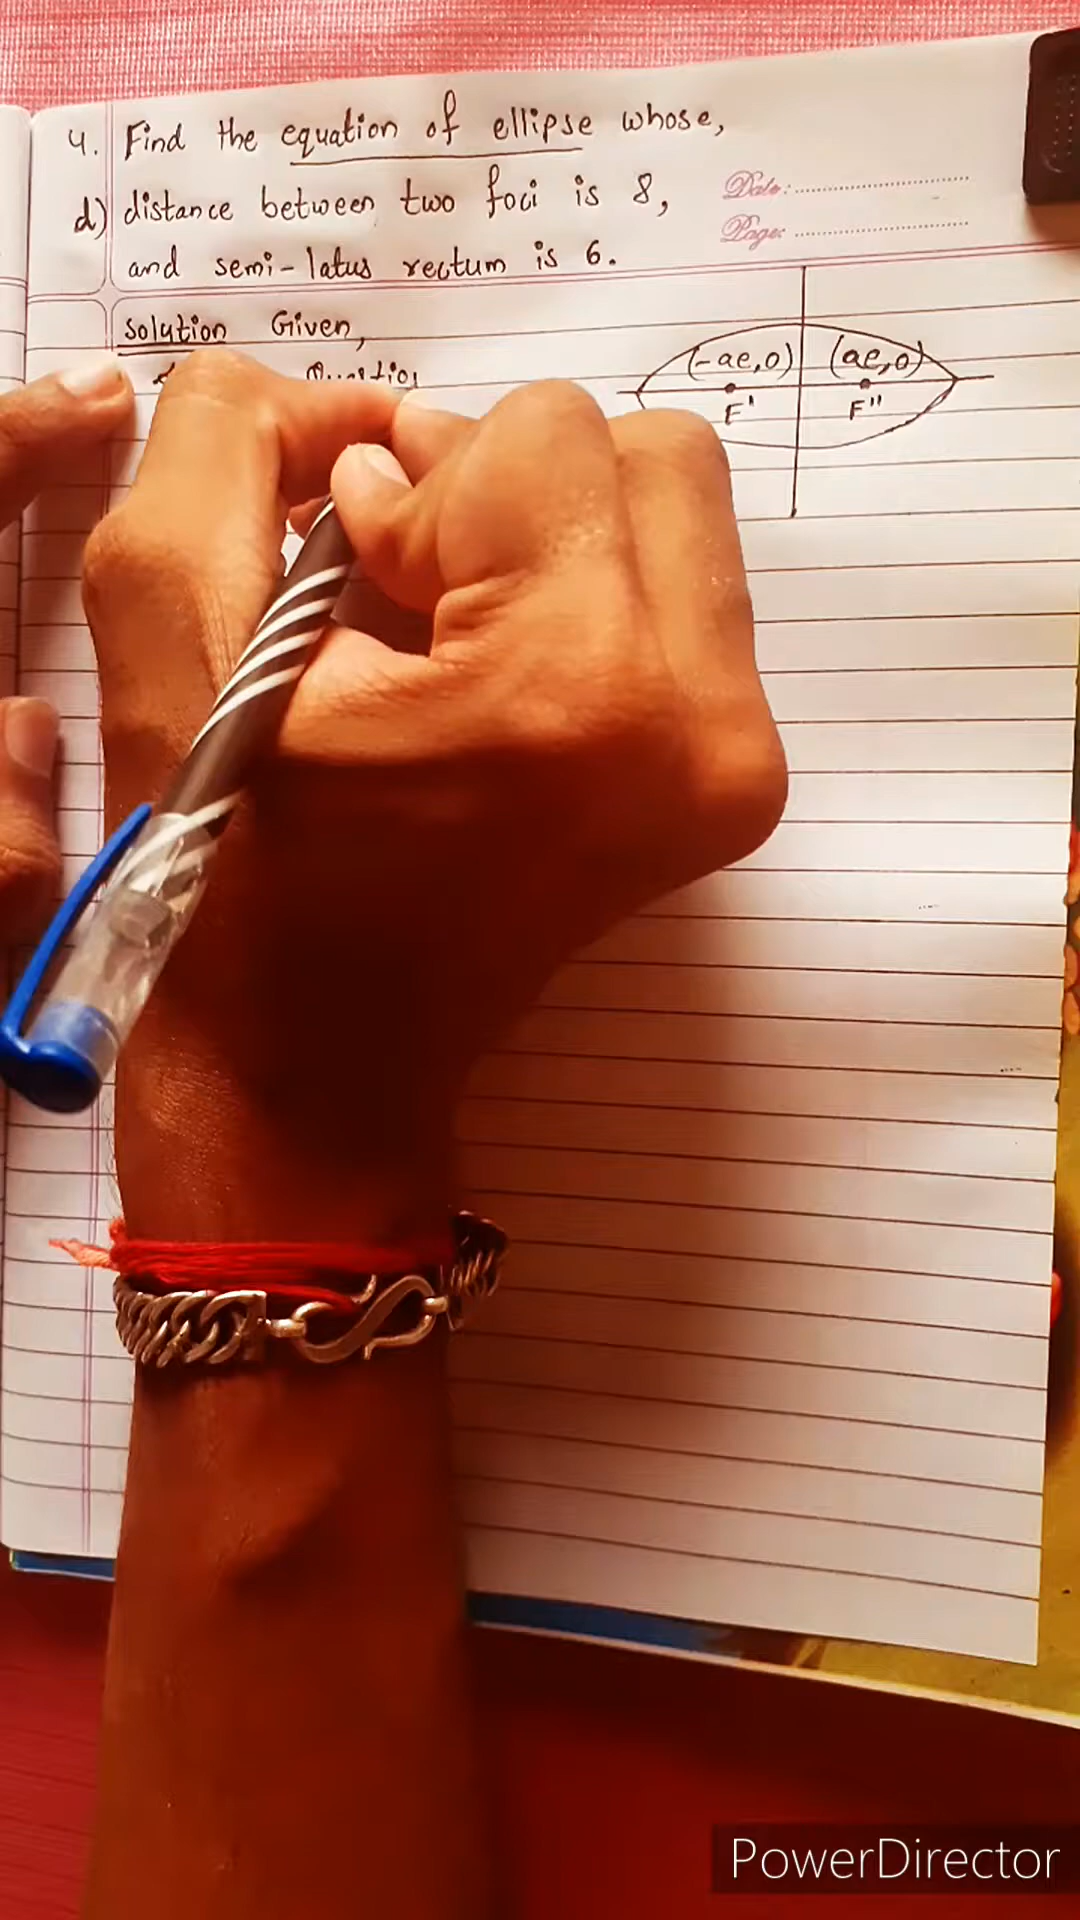 4. Find the equation of ellipse whose,
d) distance between two foci is 8,
and semi-latus rectum is 6.
Date:
Page:
Solution Given,
(-ae,0) (ae,0)
F' F"
PowerDirector